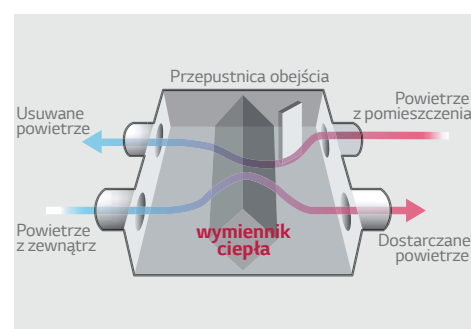 Przepustnica obejścia
Usuwane
powietrze
Powietrze
z pomieszczenia
Powietrze
z zewnątrz
wymiennik
ciepła
Dostarczane
powietrze